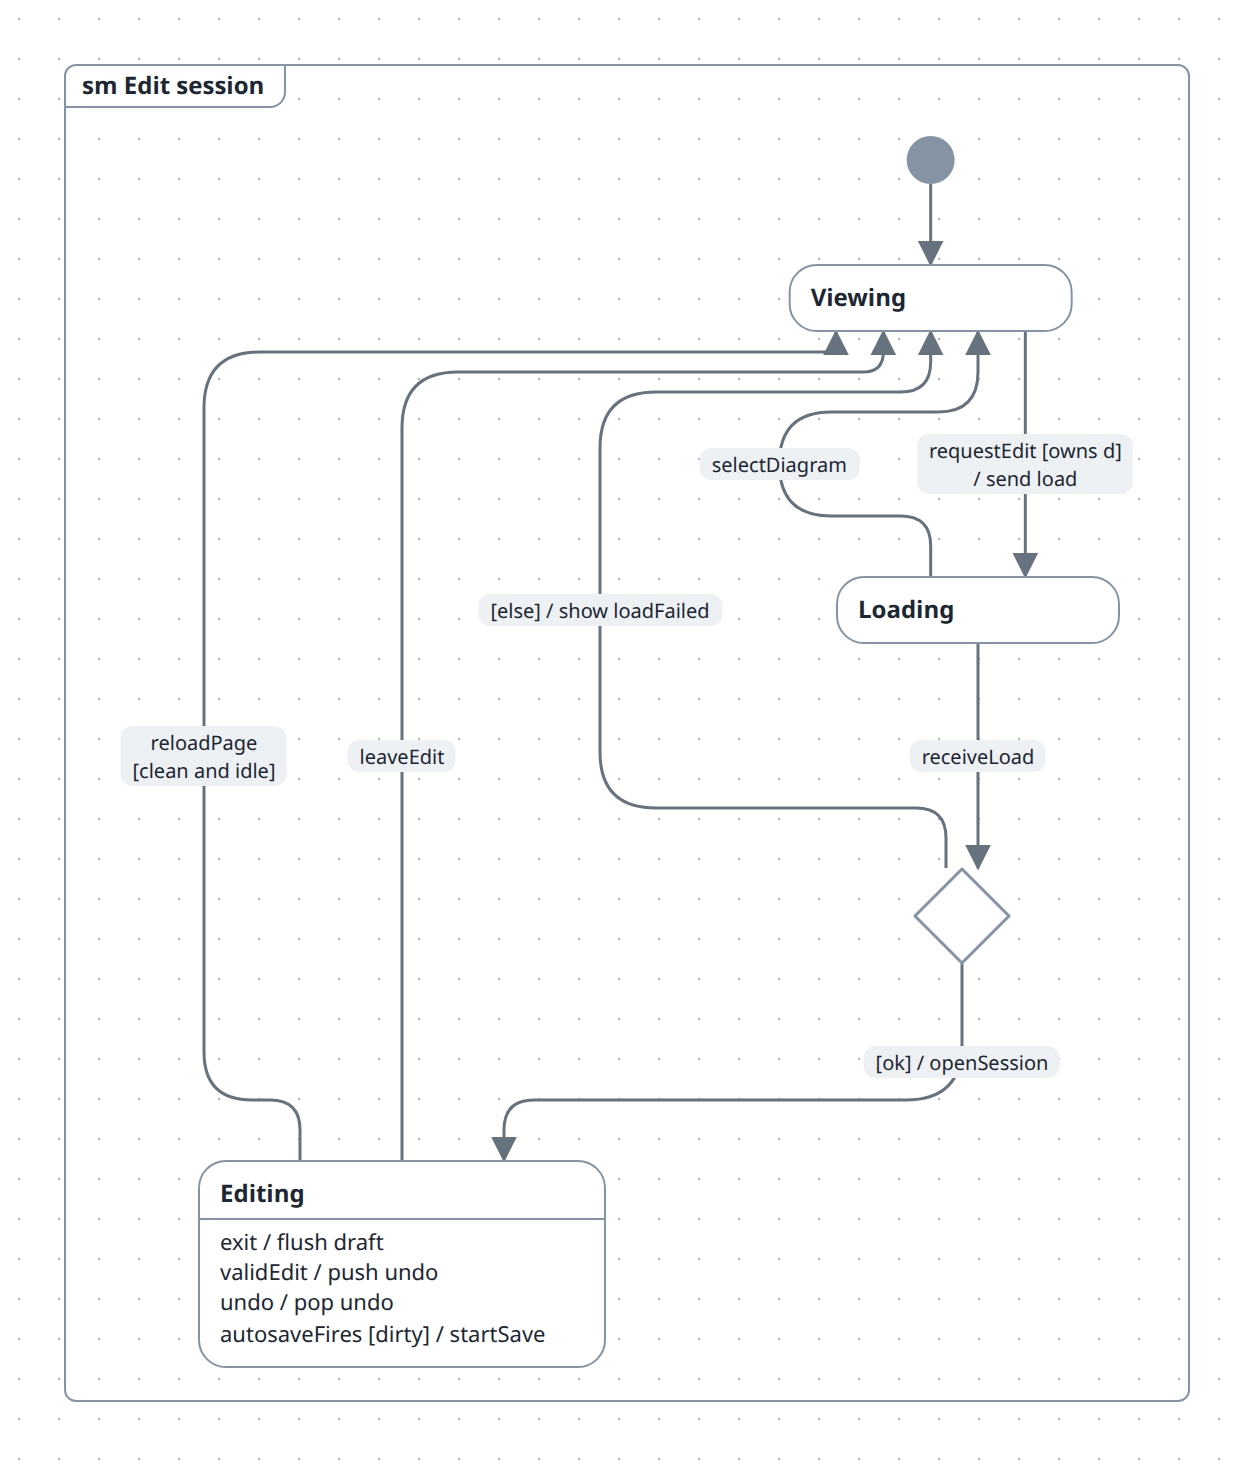 sm Edit session
Viewing
selectDiagram
requestEdit [owns d]
/ send load
[else] / show loadFailed
Loading
reloadPage
[clean and idle]
leaveEdit
receiveLoad
[ok] / openSession
Editing
exit / flush draft
validEdit / push undo
undo / pop undo
autosaveFires [dirty] / startSave